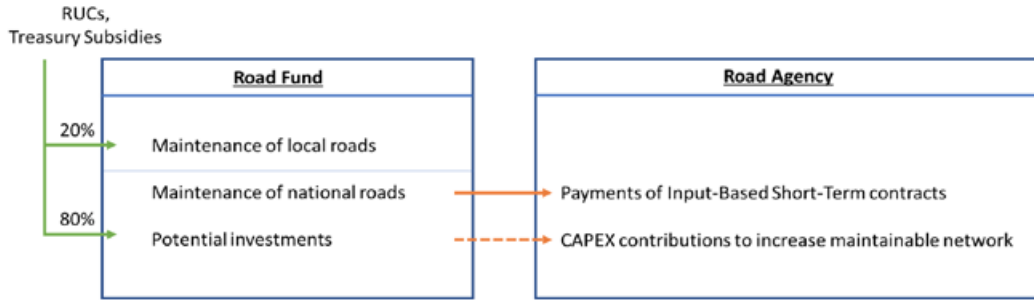 RUCs,
Treasury Subsidies
Road Fund
Road Agency
20%
Maintenance of local roads
Maintenance of national roads
Payments of Input-Based Short-Term contracts
80%
Potential investments
CAPEX contributions to increase maintainable network